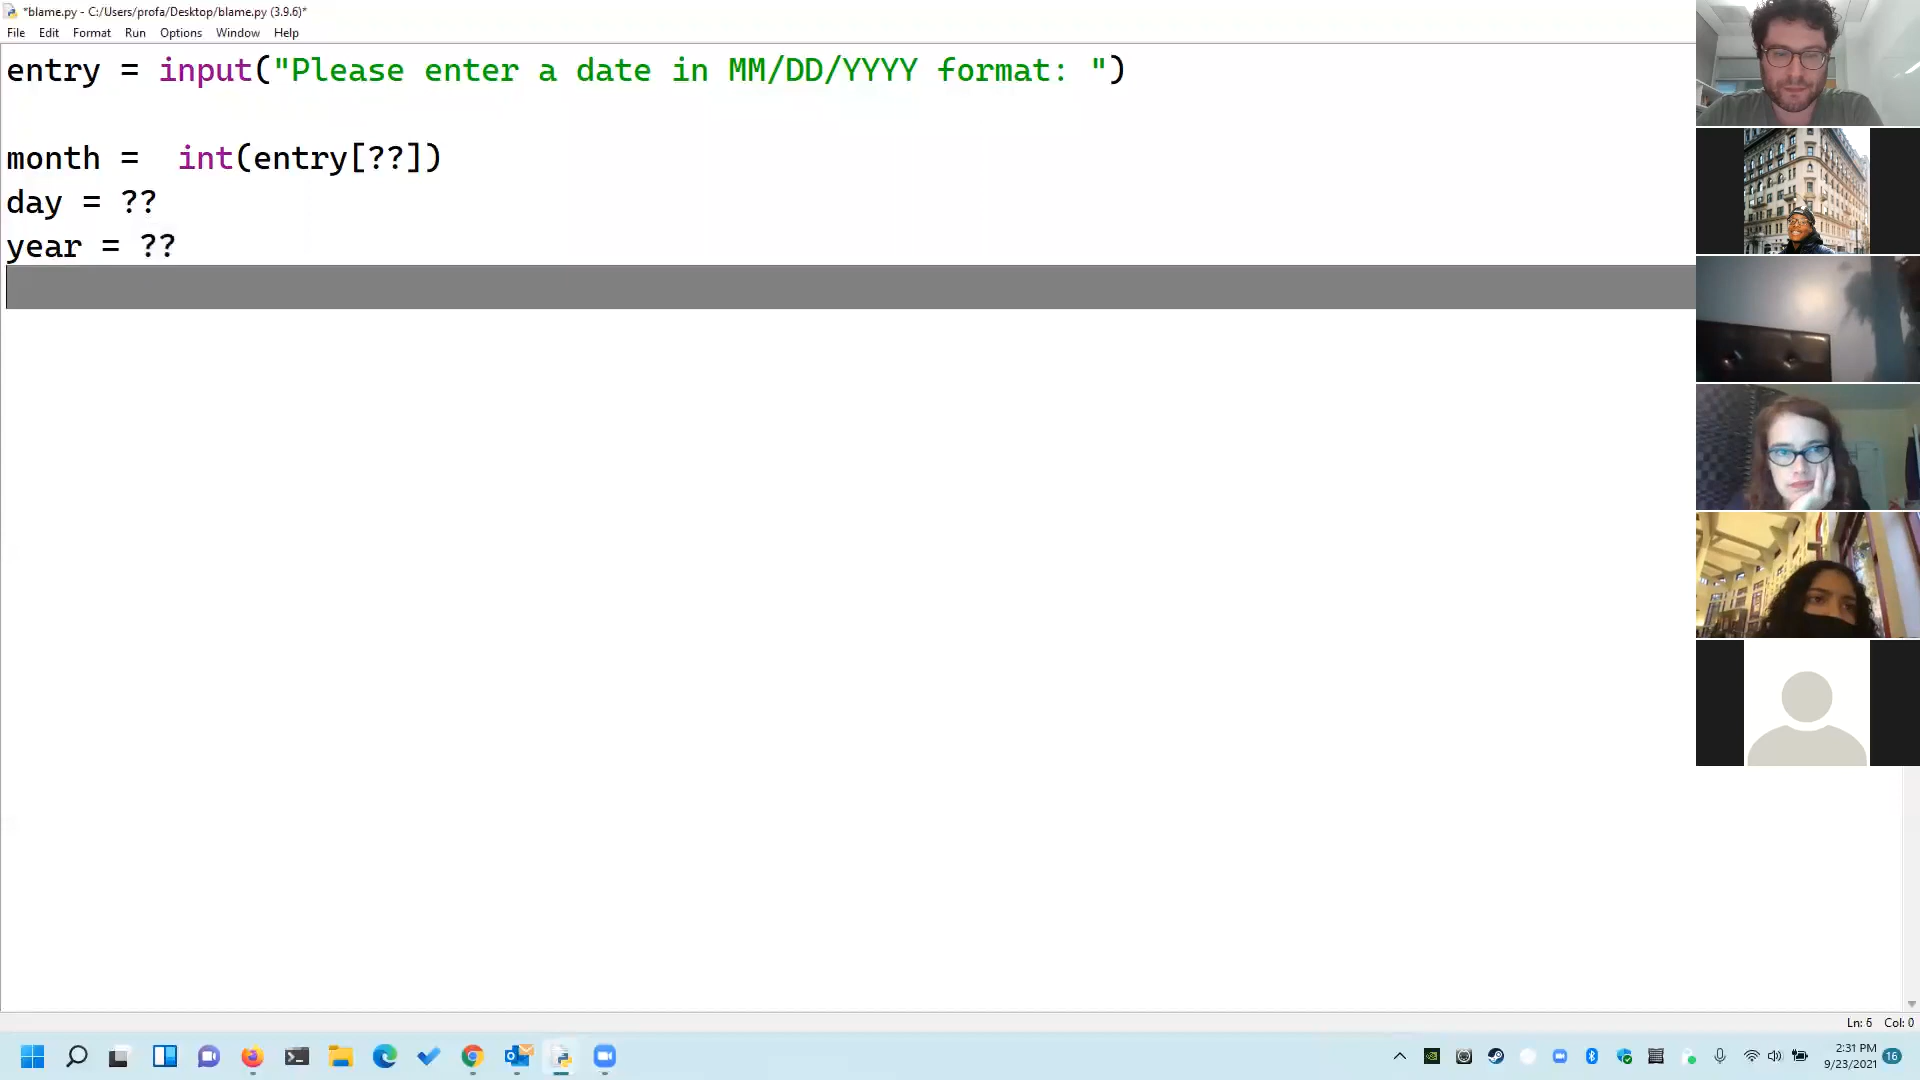 *blame.py - C:/Users/profa/Desktop/blame.py (3.9.6)*
File Edit Format Run Options Window Help
entry = input("Please enter a date in MM/DD/YYYY format: ")
month =  int(entry[??])
day = ??
year = ??
Ln: 6 Col: 0
2:31 PM
9/23/2021
16